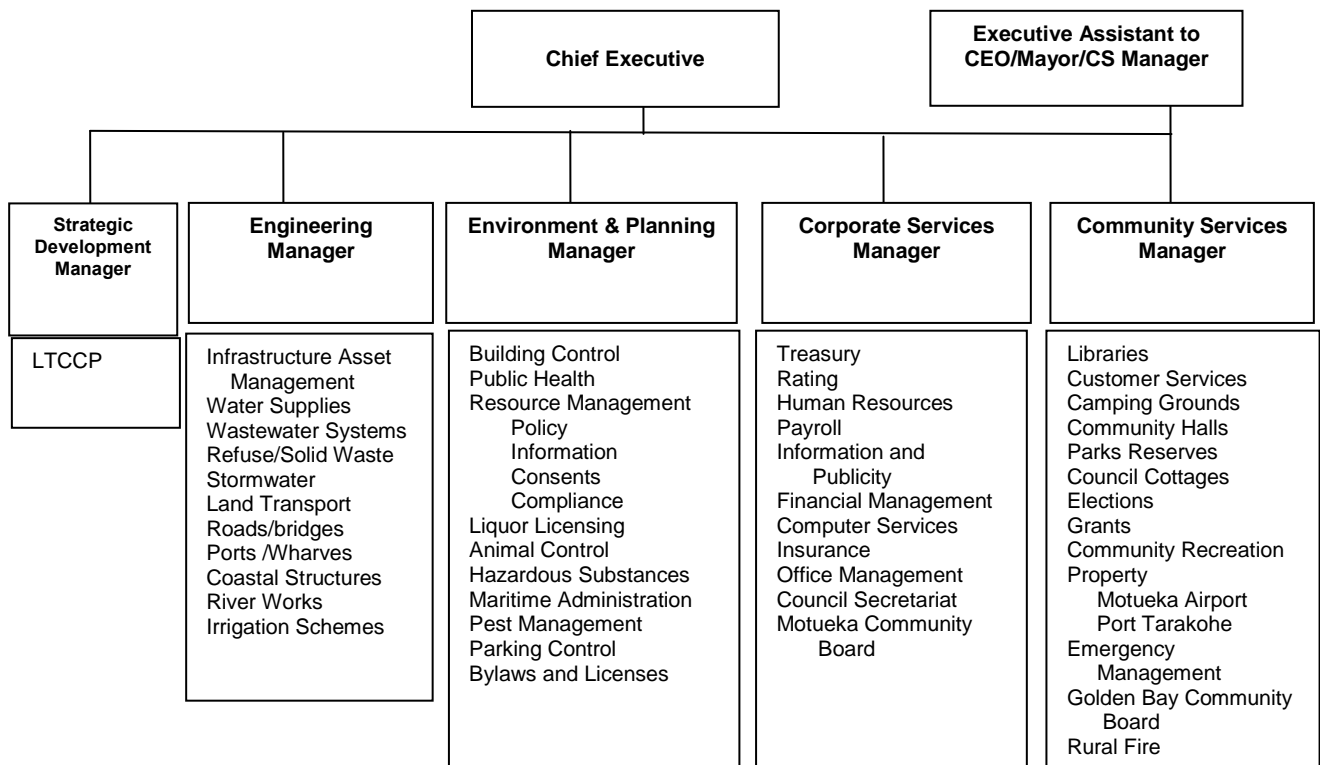 Chief Executive
Executive Assistant to
CEO/Mayor/CS Manager
Strategic
Development
Manager
Engineering
Manager
Environment & Planning
Manager
Corporate Services
Manager
Community Services
Manager
LTCCP
Infrastructure Asset
Management
Water Supplies
Wastewater Systems
Refuse/Solid Waste
Stormwater
Land Transport
Roads/bridges
Ports /Wharves
Coastal Structures
River Works
Irrigation Schemes
Building Control
Public Health
Resource Management
Policy
Information
Consents
Compliance
Liquor Licensing
Animal Control
Hazardous Substances
Maritime Administration
Pest Management
Parking Control
Bylaws and Licenses
Treasury
Rating
Human Resources
Payroll
Information and
Publicity
Financial Management
Computer Services
Insurance
Office Management
Council Secretariat
Motueka Community
Board
Libraries
Customer Services
Camping Grounds
Community Halls
Parks Reserves
Council Cottages
Elections
Grants
Community Recreation
Property
Motueka Airport
Port Tarakohe
Emergency
Management
Golden Bay Community
Board
Rural Fire